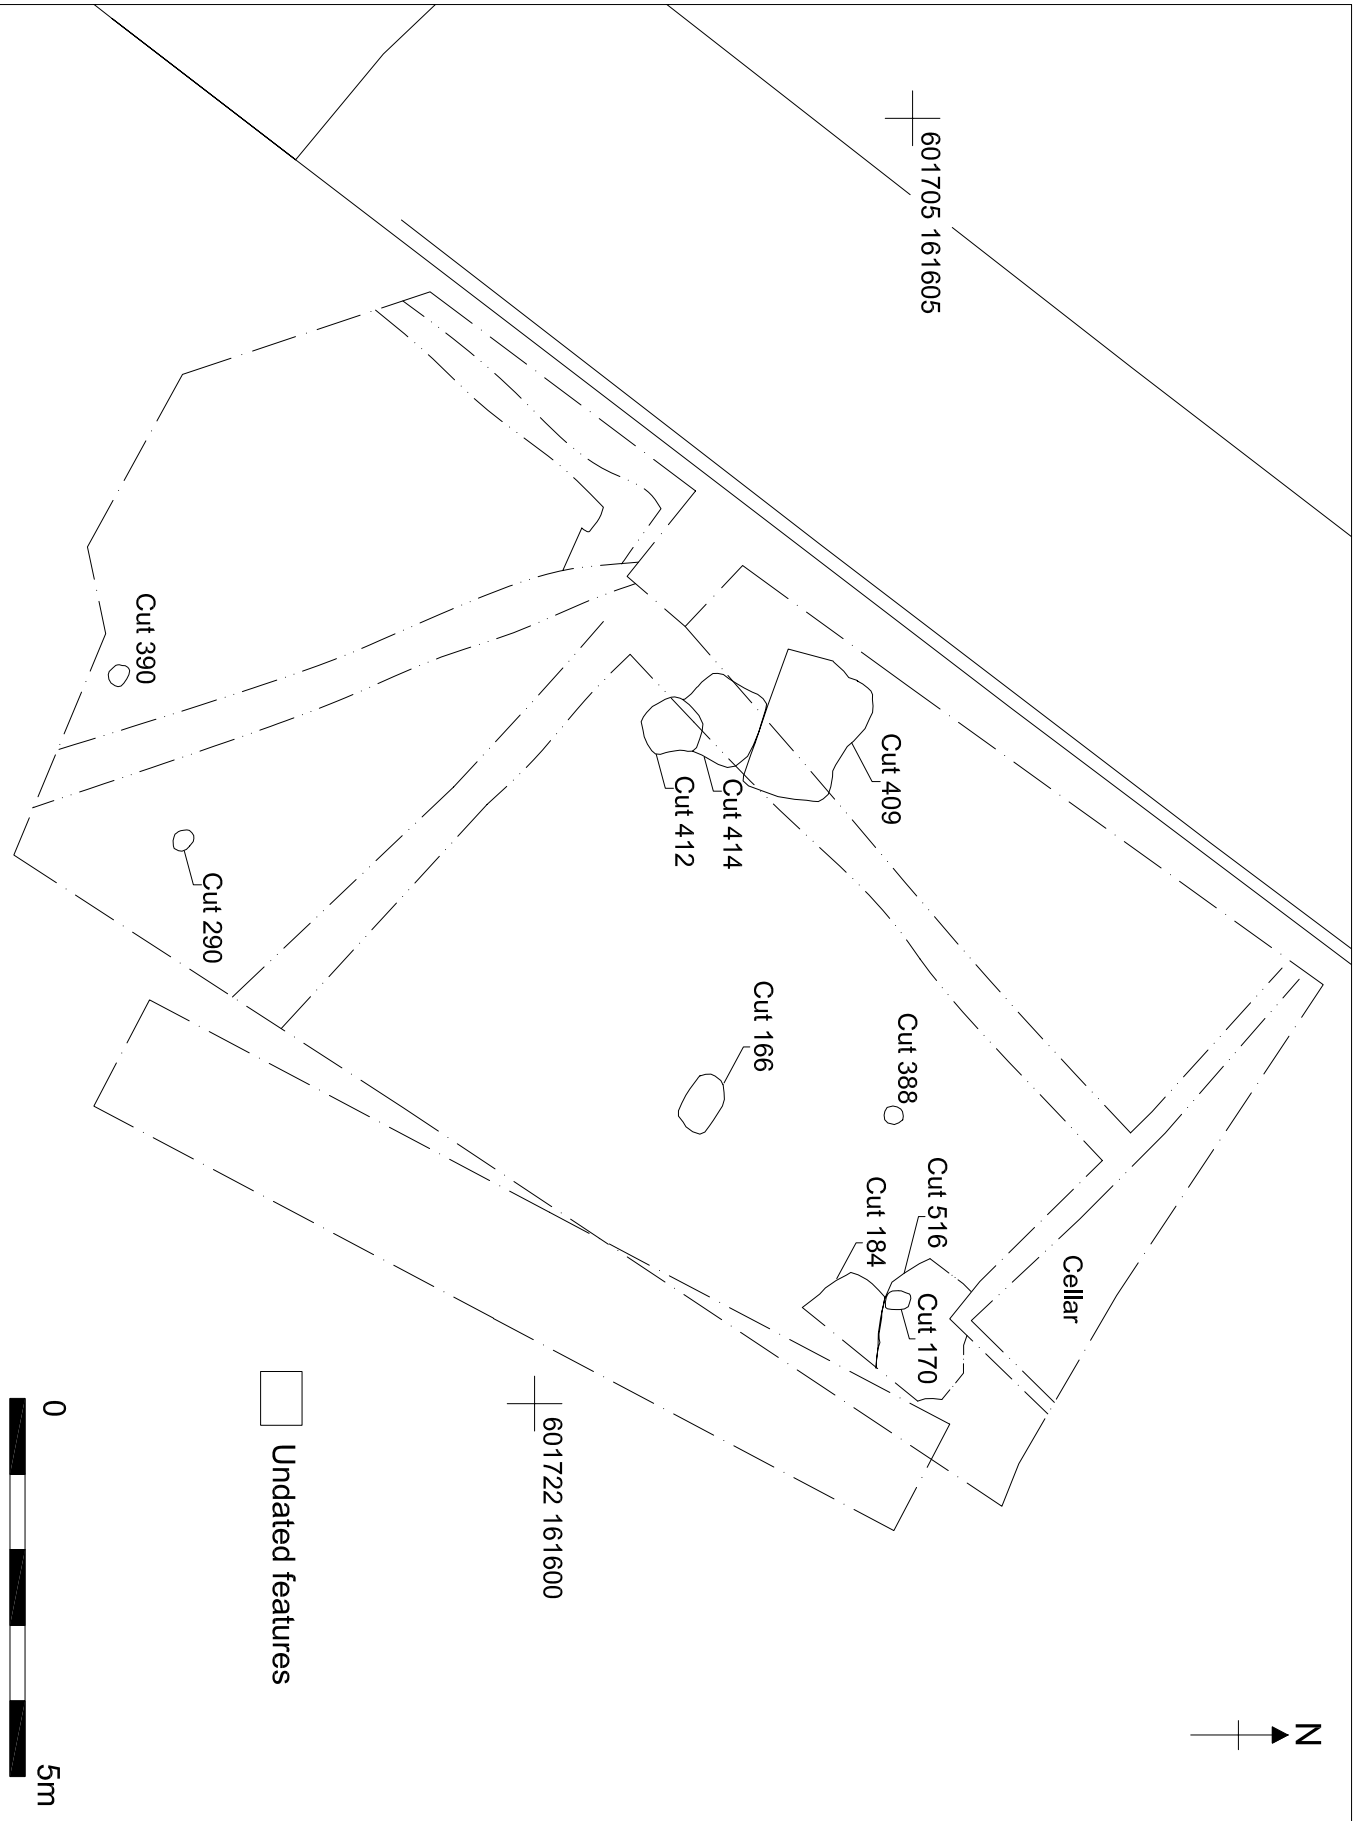 N
601705 161605
Cellar
Cut 409
Cut 388
Cut 516
Cut 170
Cut 184
Cut 166
Cut 414
Cut 412
601722 161600
Cut 290
Cut 390
Undated features
0
5m